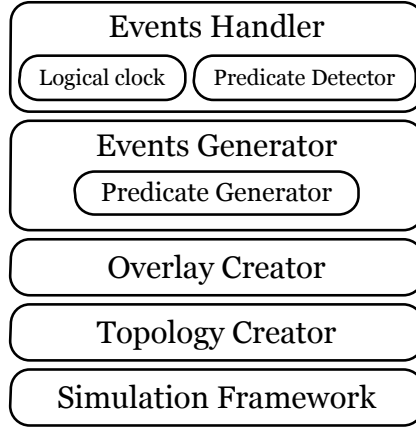 Events Handler
Logical clock
Predicate Detector
Events Generator
Predicate Generator
Overlay Creator
Topology Creator
Simulation Framework